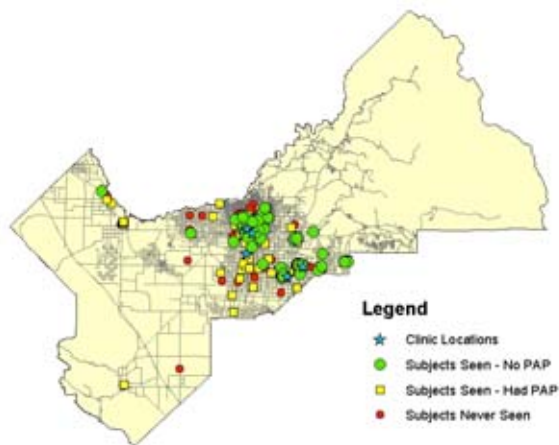 Legend
Clinic Locations
Subjects Seen - No PAP
Subjects Seen - Had PAP
Subjects Never Seen